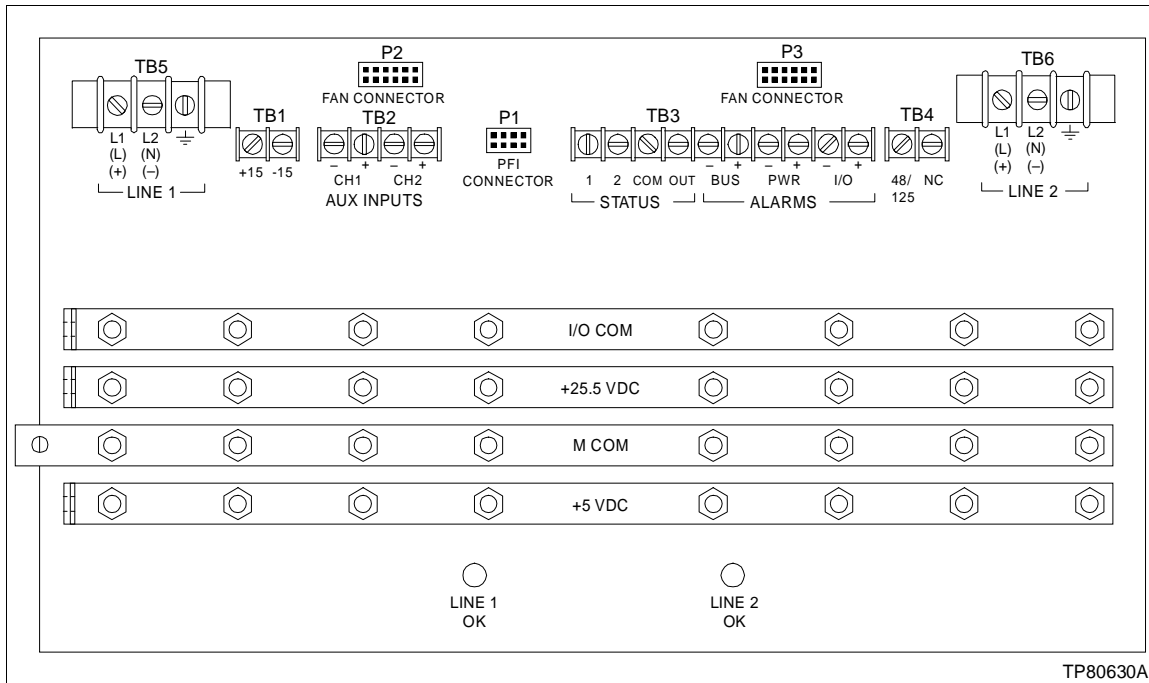 P2
P3
TB5
TB6
FAN CONNECTOR
FAN CONNECTOR
TB1
TB2
P1
TB3
TB4
L1 L2
(L) (N)
(+) (–)
LINE 1
+15 -15
– + – +
CH1 CH2
AUX INPUTS
PFI
CONNECTOR
– + – + – +
1 2 COM OUT BUS PWR I/O
STATUS ALARMS
48/ NC
125
L1 L2
(L) (N)
(+) (–)
LINE 2
I/O COM
+25.5 VDC
M COM
+5 VDC
LINE 1
OK
LINE 2
OK
TP80630A